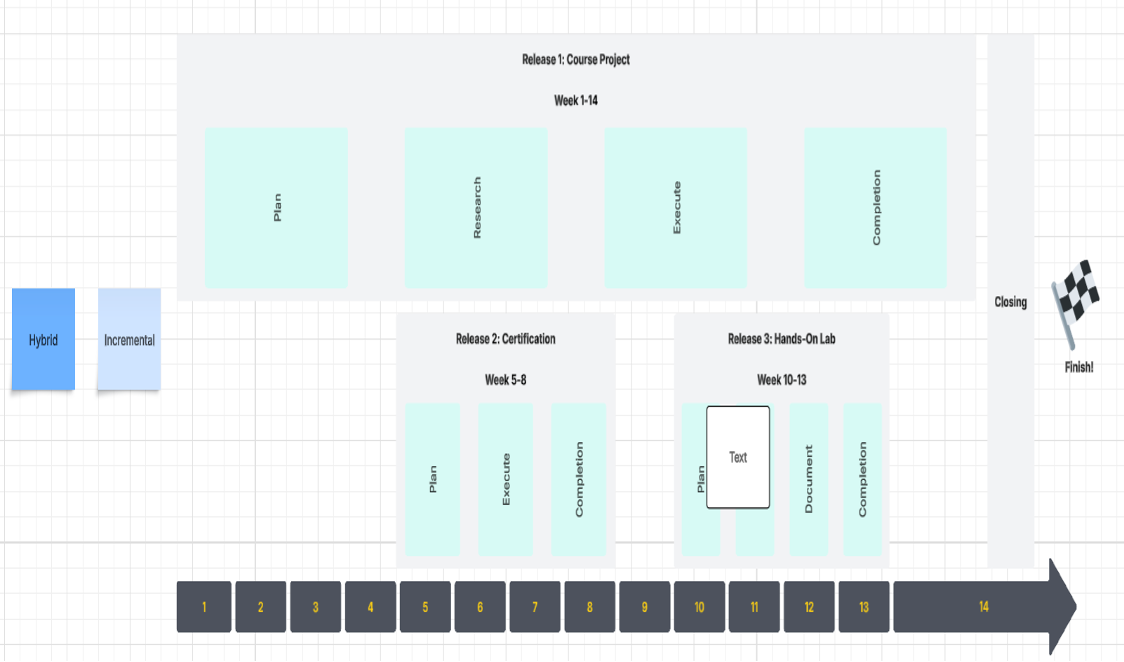 Release 1: Course Project
Week 1-14
Plan
Research
Execute
Completion
Closing
Hybrid
Incremental
Finish!
Release 2: Certification
Week 5-8
Plan
Execute
Completion
Release 3: Hands-On Lab
Week 10-13
Plan
Text
Document
Completion
1 2 3 4 5 6 7 8 9 10 11 12 13 14